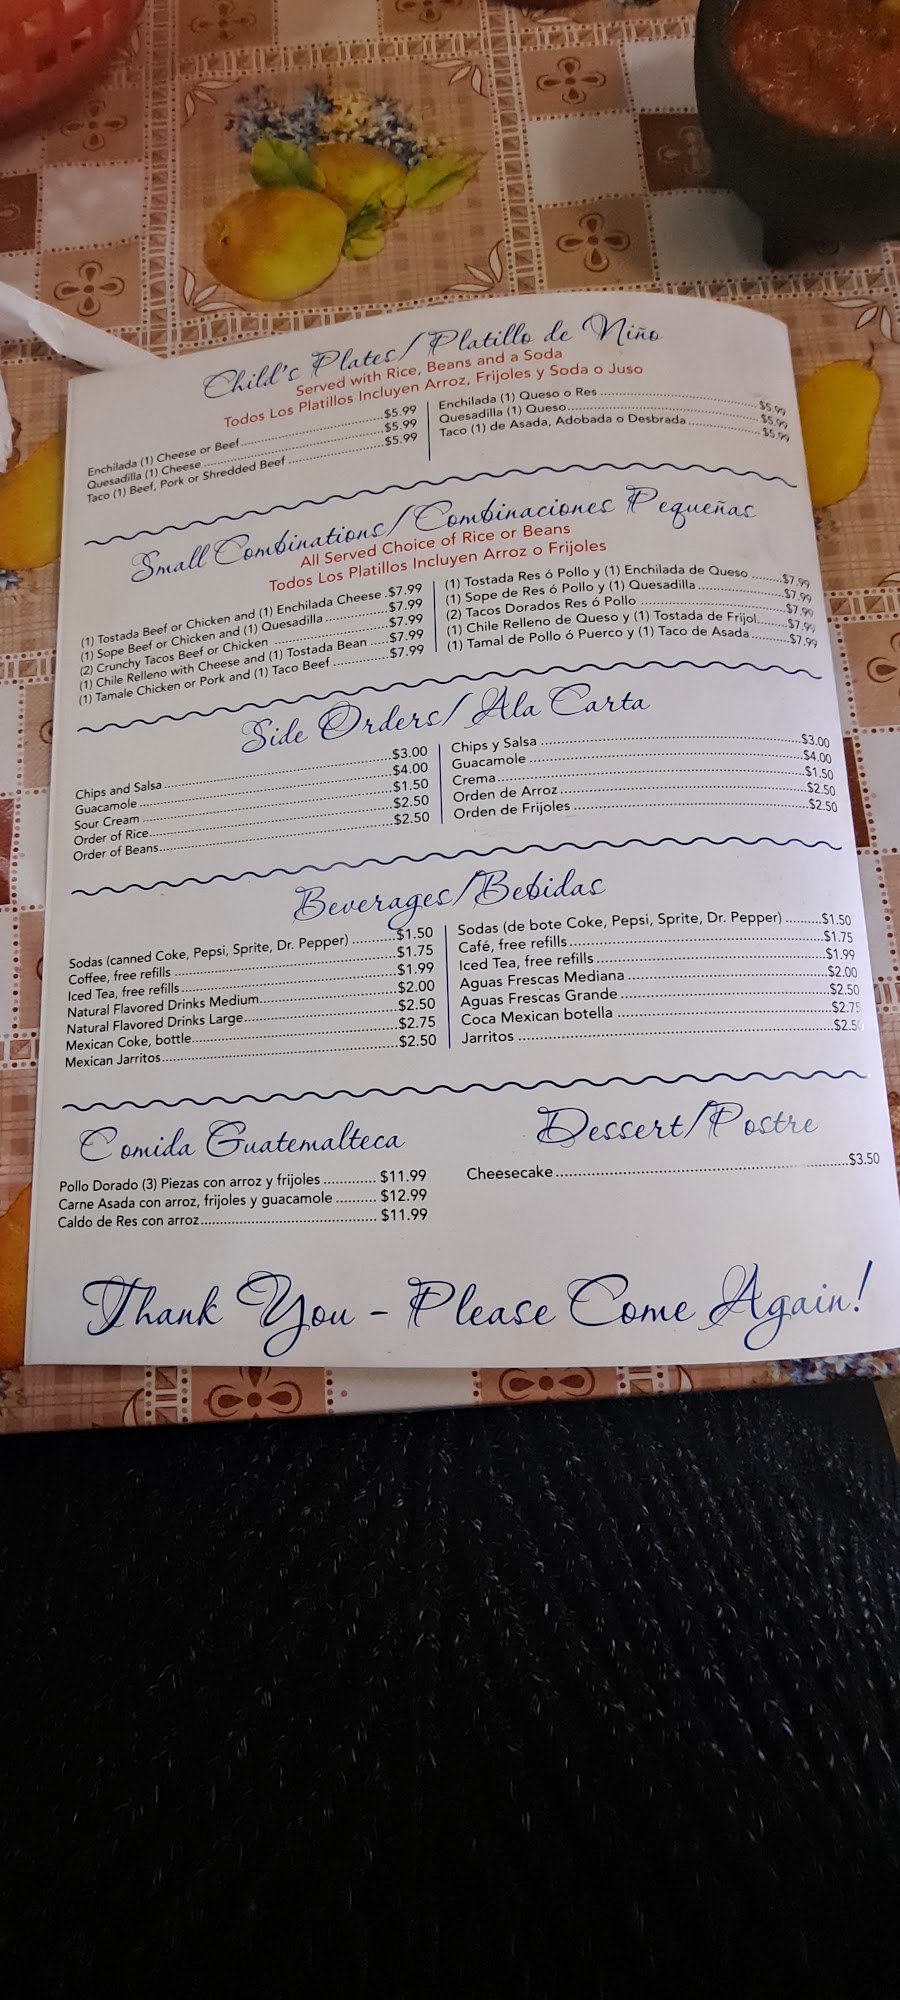 Child's Plates/Platillo de Niño
Served with Rice, Beans and a Soda
Todos Los Platillos Incluyen Arroz, Frijoles y Soda o Juso
Enchilada (1) Cheese or Beef $5.99
Quesadilla (1) Cheese $5.99
Taco (1) Beef, Pork or Shredded Beef $5.99
Enchilada (1) Queso o Res $5.99
Quesadilla (1) Queso $5.99
Taco (1) de Asada, Adobada o Desbrada $5.99
Small Combinations/Combinaciones Pequeñas
All Served Choice of Rice or Beans
Todos Los Platillos Incluyen Arroz o Frijoles
(1) Tostada Beef or Chicken and (1) Enchilada Cheese $7.99
(1) Sope Beef or Chicken and (1) Quesadilla $7.99
(2) Crunchy Tacos Beef or Chicken $7.99
(1) Chile Relleno with Cheese and (1) Tostada Bean $7.99
(1) Tamale Chicken or Pork and (1) Taco Beef $7.99
(1) Tostada Res ó Pollo y (1) Enchilada de Queso $7.99
(1) Sope de Res ó Pollo y (1) Quesadilla $7.99
(2) Tacos Dorados Res ó Pollo $7.99
(1) Chile Relleno de Queso y (1) Tostada de Frijol $7.99
(1) Tamal de Pollo ó Puerco y (1) Taco de Asada $7.99
Side Orders/Ala Carta
Chips and Salsa $3.00
Guacamole $4.00
Sour Cream $1.50
Order of Rice $2.50
Order of Beans $2.50
Chips y Salsa $3.00
Guacamole $4.00
Crema $1.50
Orden de Arroz $2.50
Orden de Frijoles $2.50
Beverages/Bebidas
Sodas (canned Coke, Pepsi, Sprite, Dr. Pepper) $1.50
Coffee, free refills $1.75
Iced Tea, free refills $1.99
Natural Flavored Drinks Medium $2.00
Natural Flavored Drinks Large $2.50
Mexican Coke, bottle $2.75
Mexican Jarritos $2.50
Sodas (de bote Coke, Pepsi, Sprite, Dr. Pepper) $1.50
Café, free refills $1.75
Iced Tea, free refills $1.99
Aguas Frescas Mediana $2.00
Aguas Frescas Grande $2.50
Coca Mexican botella $2.75
Jarritos $2.50
Comida Guatemalteca
Pollo Dorado (3) Piezas con arroz y frijoles $11.99
Carne Asada con arroz, frijoles y guacamole $12.99
Caldo de Res con arroz $11.99
Dessert/Postre
Cheesecake $3.50
Thank You - Please Come Again!